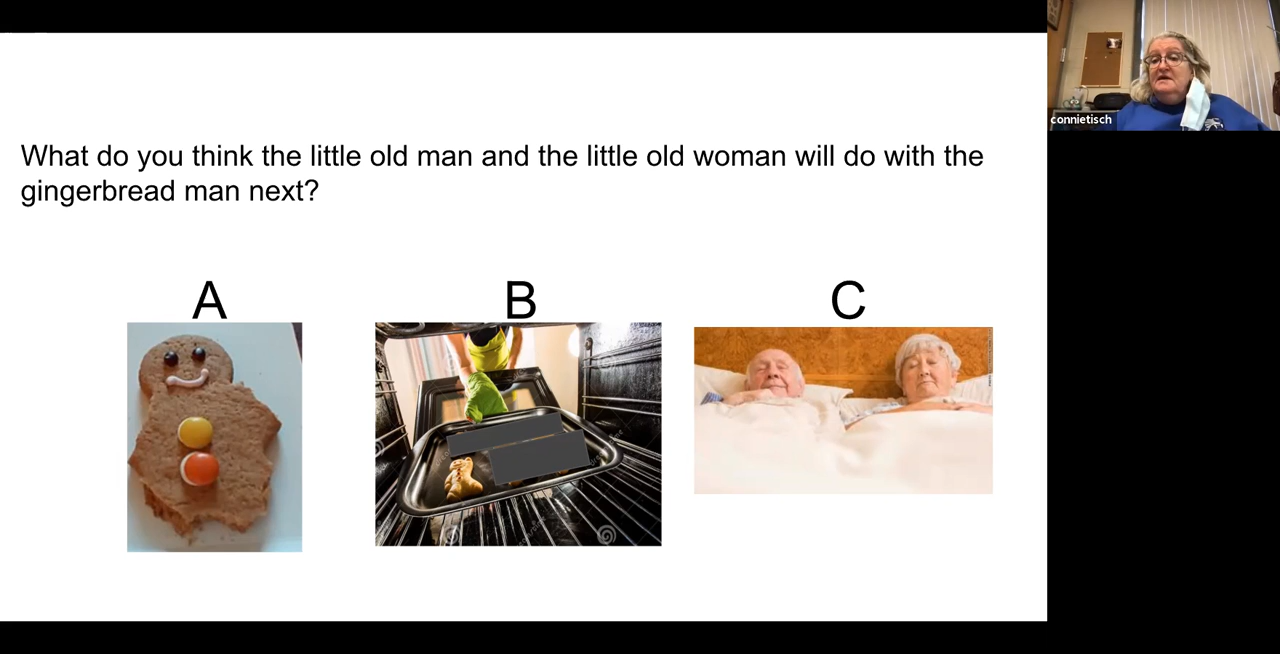 What do you think the little old man and the little old woman will do with the
gingerbread man next?
A
B
C
connietisch